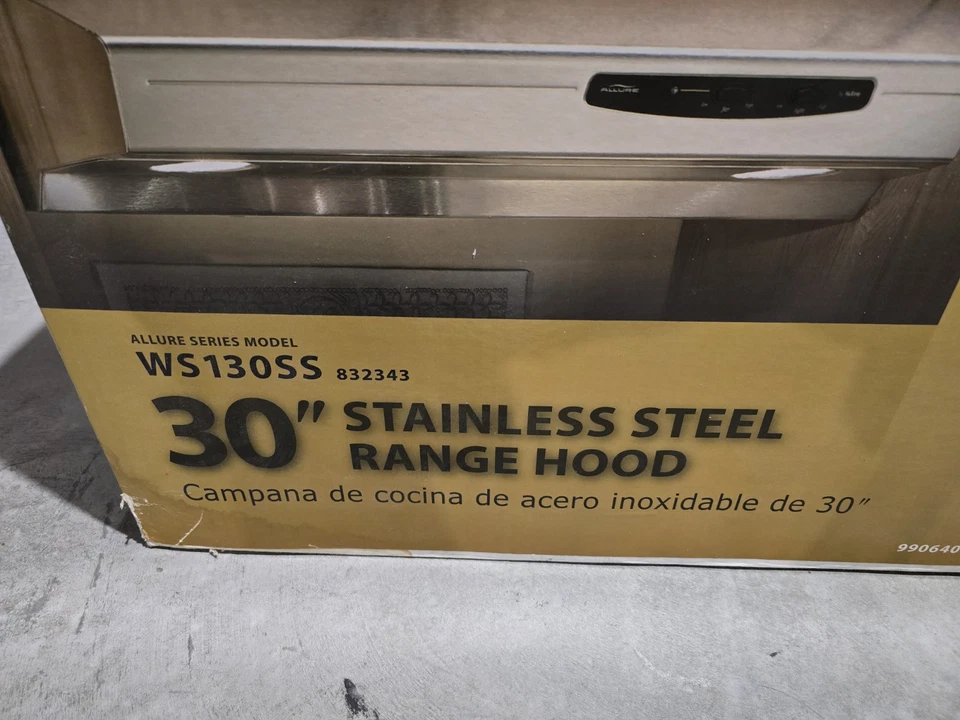 ALLURE
ALLURE SERIES MODEL
WS130SS 832343
30" STAINLESS STEEL
RANGE HOOD
Campana de cocina de acero inoxidable de 30"
990640